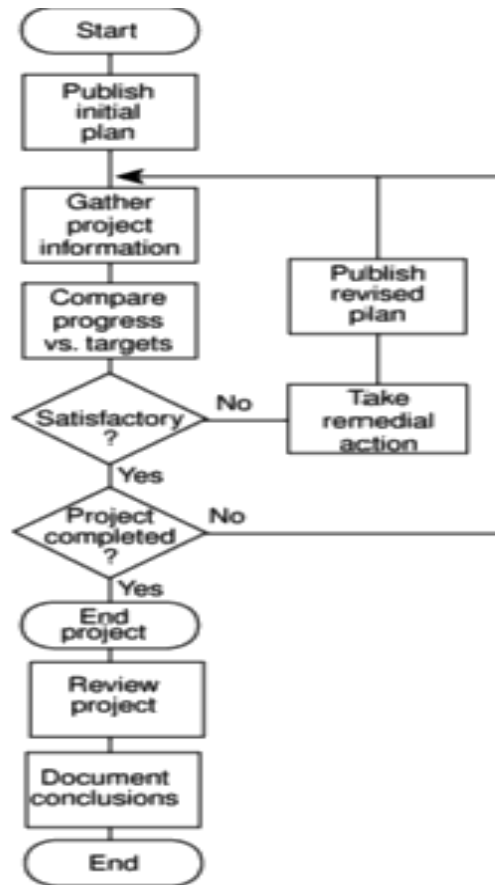 Start
Publish
initial
plan
Gather
project
information
Compare
progress
vs. targets
Publish
revised
plan
Satisfactory
?
No
Take
remedial
action
Yes
Project
completed
?
No
Yes
End
project
Review
project
Document
conclusions
End